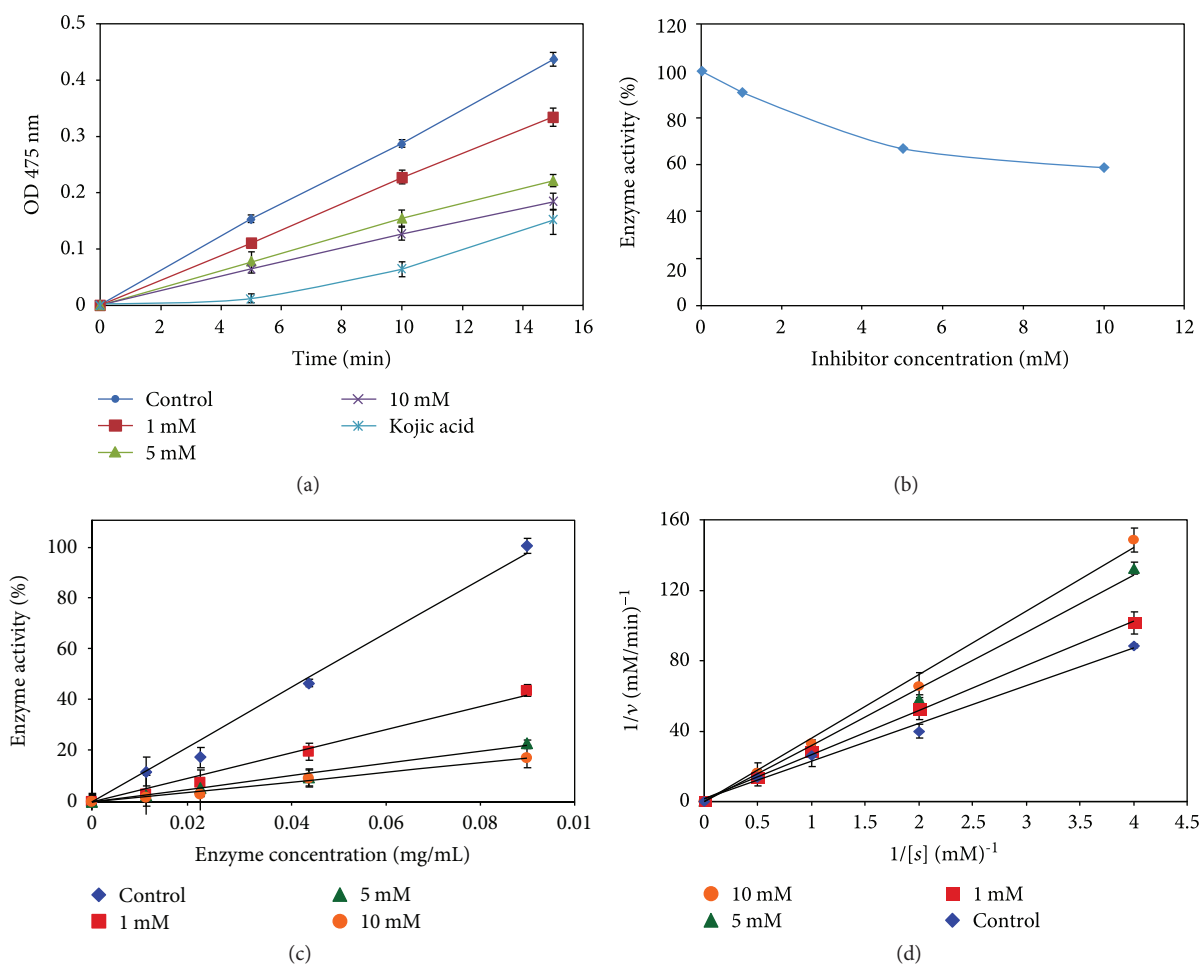 0.5
0.4
0.3
0.2
0.1
0
OD 475 nm
0 2 4 6 8 10 12 14 16
Time (min)
Control
1 mM
5 mM
10 mM
Kojic acid
(a)
120
100
80
60
40
100
20
0
Enzyme activity (%)
0 2 4 6 8 10 12
Inhibitor concentration (mM)
(b)
100
80
60
40
20
0
Enzyme activity (%)
0 0.02 0.04 0.06 0.08 0.01
Enzyme concentration (mg/mL)
Control
1 mM
5 mM
10 mM
(c)
160
120
80
40
0
1/v (mM/min)⁻¹
0 0.5 1 2 2.5 3 3.5 4 4.5
1/[s] (mM)⁻¹
10 mM
5 mM
1 mM
Control
(d)